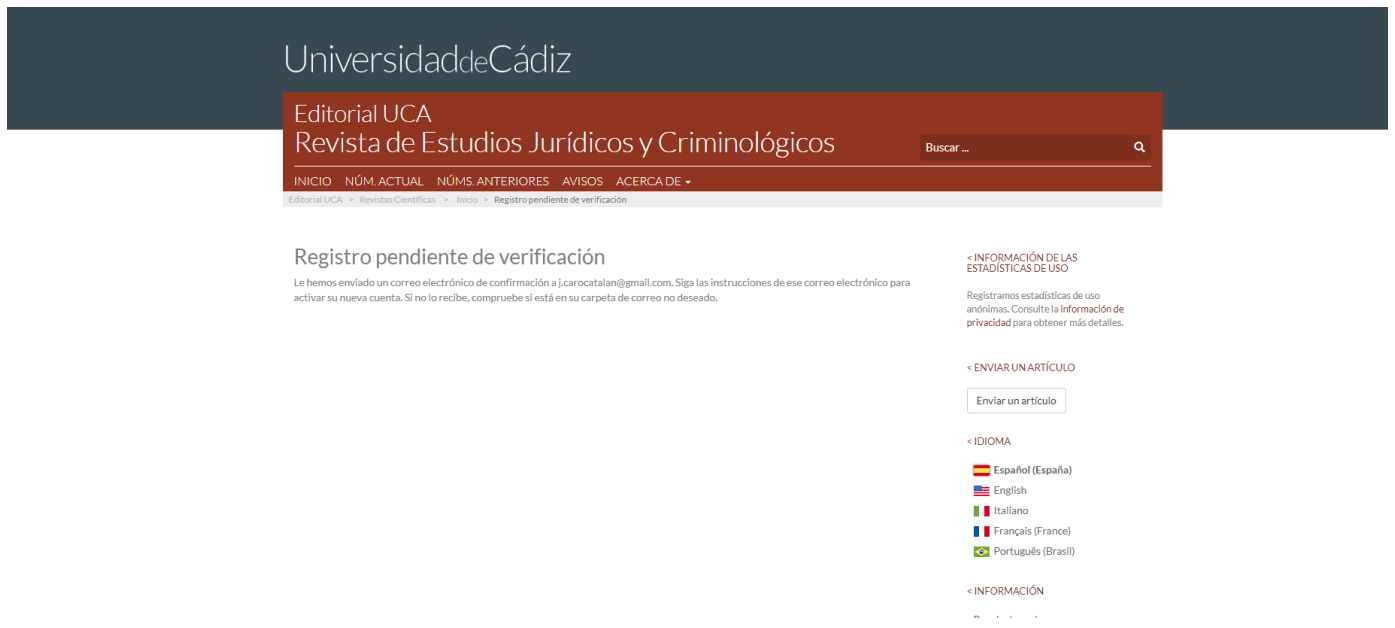 UniversidaddeCádiz
Editorial UCA
Revista de Estudios Jurídicos y Criminológicos
Buscar ...
INICIO NÚM. ACTUAL NÚMS. ANTERIORES AVISOS ACERCA DE
Editorial UCA > Revistas Científicas > Inicio > Registro pendiente de verificación
Registro pendiente de verificación
Le hemos enviado un correo electrónico de confirmación a j.carocatalan@gmail.com. Siga las instrucciones de ese correo electrónico para
activar su nueva cuenta. Si no lo recibe, compruebe si está en su carpeta de correo no deseado.
< INFORMACIÓN DE LAS
ESTADÍSTICAS DE USO
Registramos estadísticas de uso
anónimas. Consulte la información de
privacidad para obtener más detalles.
< ENVIAR UN ARTÍCULO
Enviar un artículo
< IDIOMA
Español (España)
English
Italiano
Français (France)
Português (Brasil)
< INFORMACIÓN